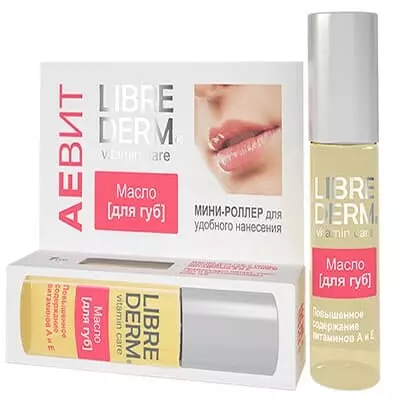 АЕВИТ
LIBRE
DERM
vitamin care
Масло
[для губ]
МИНИ-РОЛЛЕР для
удобного нанесения
LIBRE
DERM
vitamin care
Масло
[для губ]
Повышенное
содержание
витаминов А и Е
LIBRE
DERM
vitamin care
Масло
[для губ]
Повышенное
содержание
витаминов А и Е